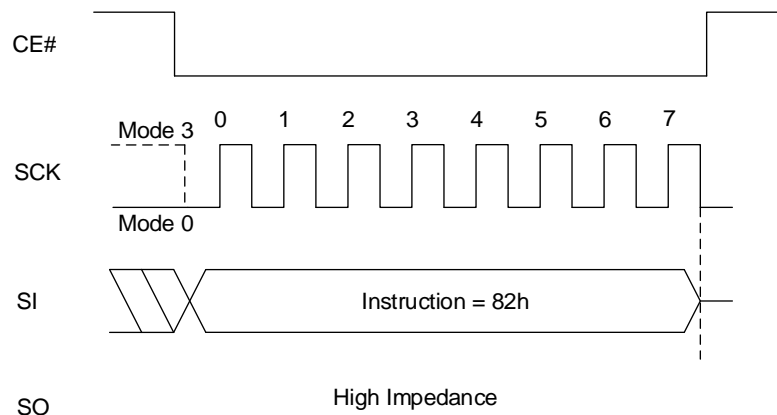 CE#
Mode 3
0 1 2 3 4 5 6 7
SCK
Mode 0
SI
Instruction = 82h
SO
High Impedance